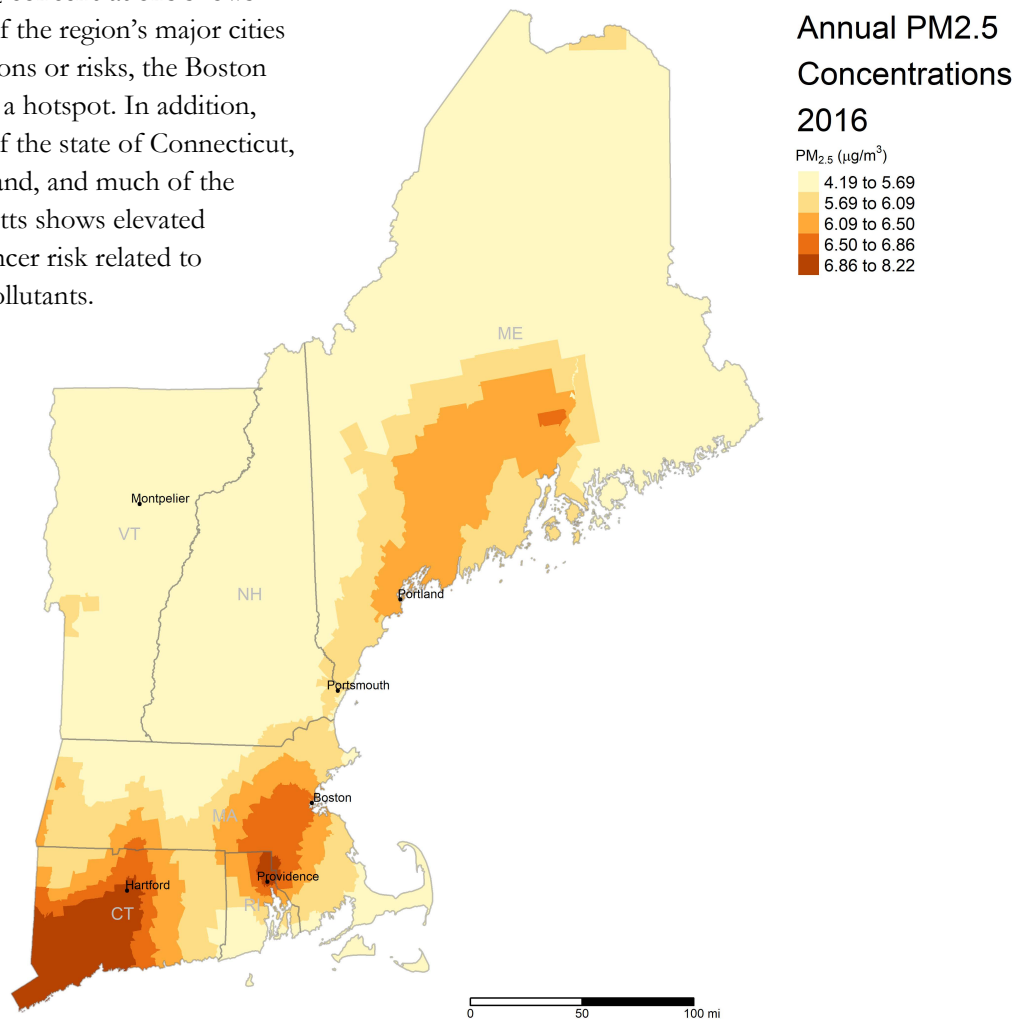 f the region’s major cities
ons or risks, the Boston
a hotspot. In addition,
f the state of Connecticut,
and, and much of the
tts shows elevated
ncer risk related to
ollutants.
Annual PM2.5
Concentrations
2016
PM2.5 (μg/m3)
4.19 to 5.69
5.69 to 6.09
6.09 to 6.50
6.50 to 6.86
6.86 to 8.22
ME
Montpelier
VT
NH
Portland
Portsmouth
Boston
MA
Providence
Hartford
RI
CT
0 50 100 mi